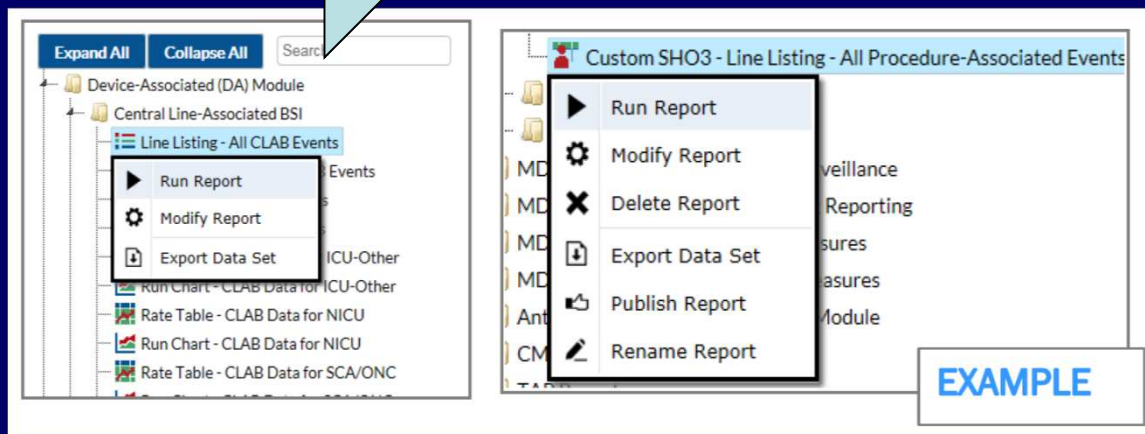 Expand All Collapse All Search
Device-Associated (DA) Module
Central Line-Associated BSI
Line Listing - All CLAB Events
Run Report
Events
Modify Report
Export Data Set
ICU-Other
Run Chart - CLAB Data for ICU-Other
Rate Table - CLAB Data for NICU
Run Chart - CLAB Data for NICU
Rate Table - CLAB Data for SCA/ONC
Custom SHO3 - Line Listing - All Procedure-Associated Events
Run Report
Modify Report
MD veillance
Delete Report
MD Reporting
Export Data Set
MD sures
Publish Report
MD easures
Ant Module
Rename Report
CM
EXAMPLE